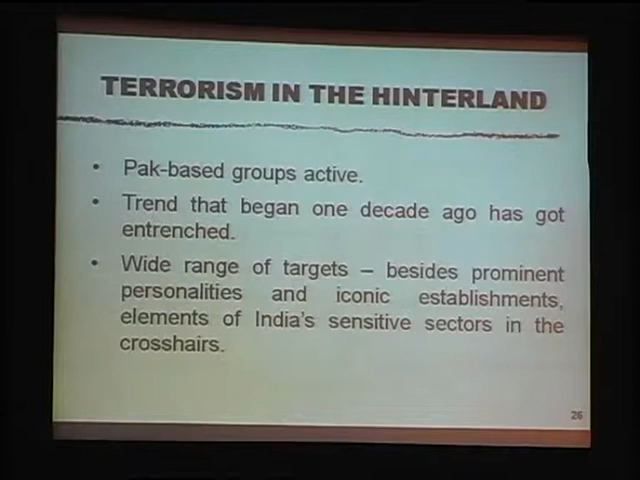 TERRORISM IN THE HINTERLAND
• Pak-based groups active.
• Trend that began one decade ago has got
entrenched.
• Wide range of targets – besides prominent
personalities and iconic establishments,
elements of India's sensitive sectors in the
crosshairs.
26